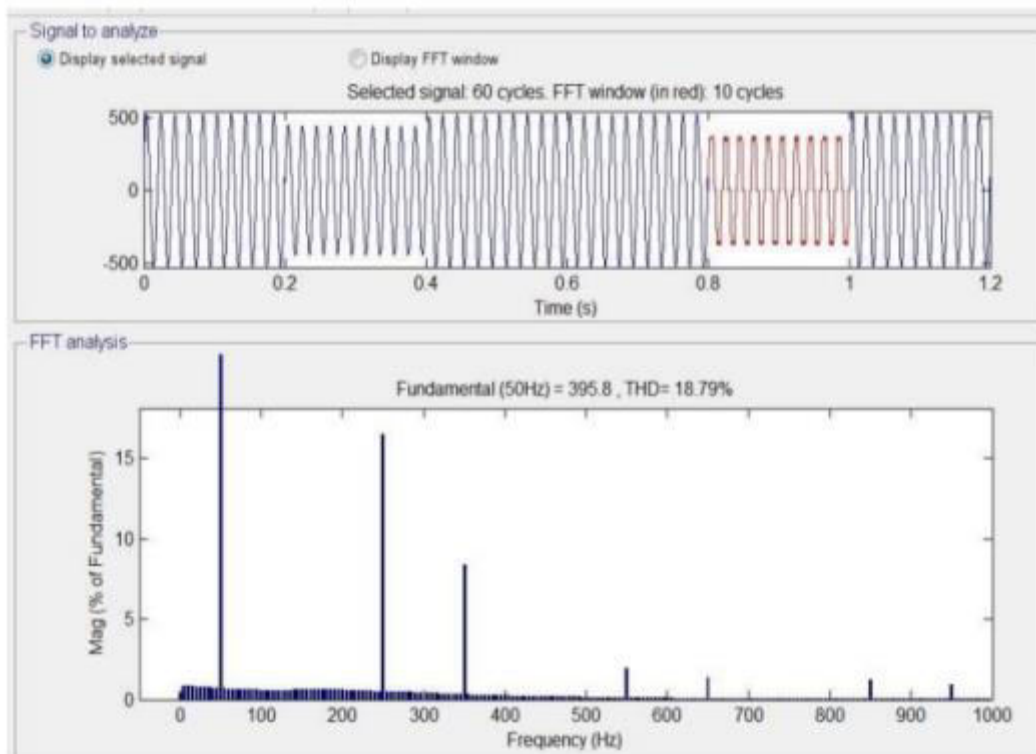 Signal to analyze
Display selected signal Display FFT window
Selected signal: 60 cycles. FFT window (in red): 10 cycles
500
0
-500
0 0.2 0.4 0.6 0.8 1 1.2
Time (s)
FFT analysis
Fundamental (50Hz) = 395.8 , THD= 18.79%
Mag (% of Fundamental)
15
10
5
0
0 100 200 300 400 500 600 700 800 900 1000
Frequency (Hz)